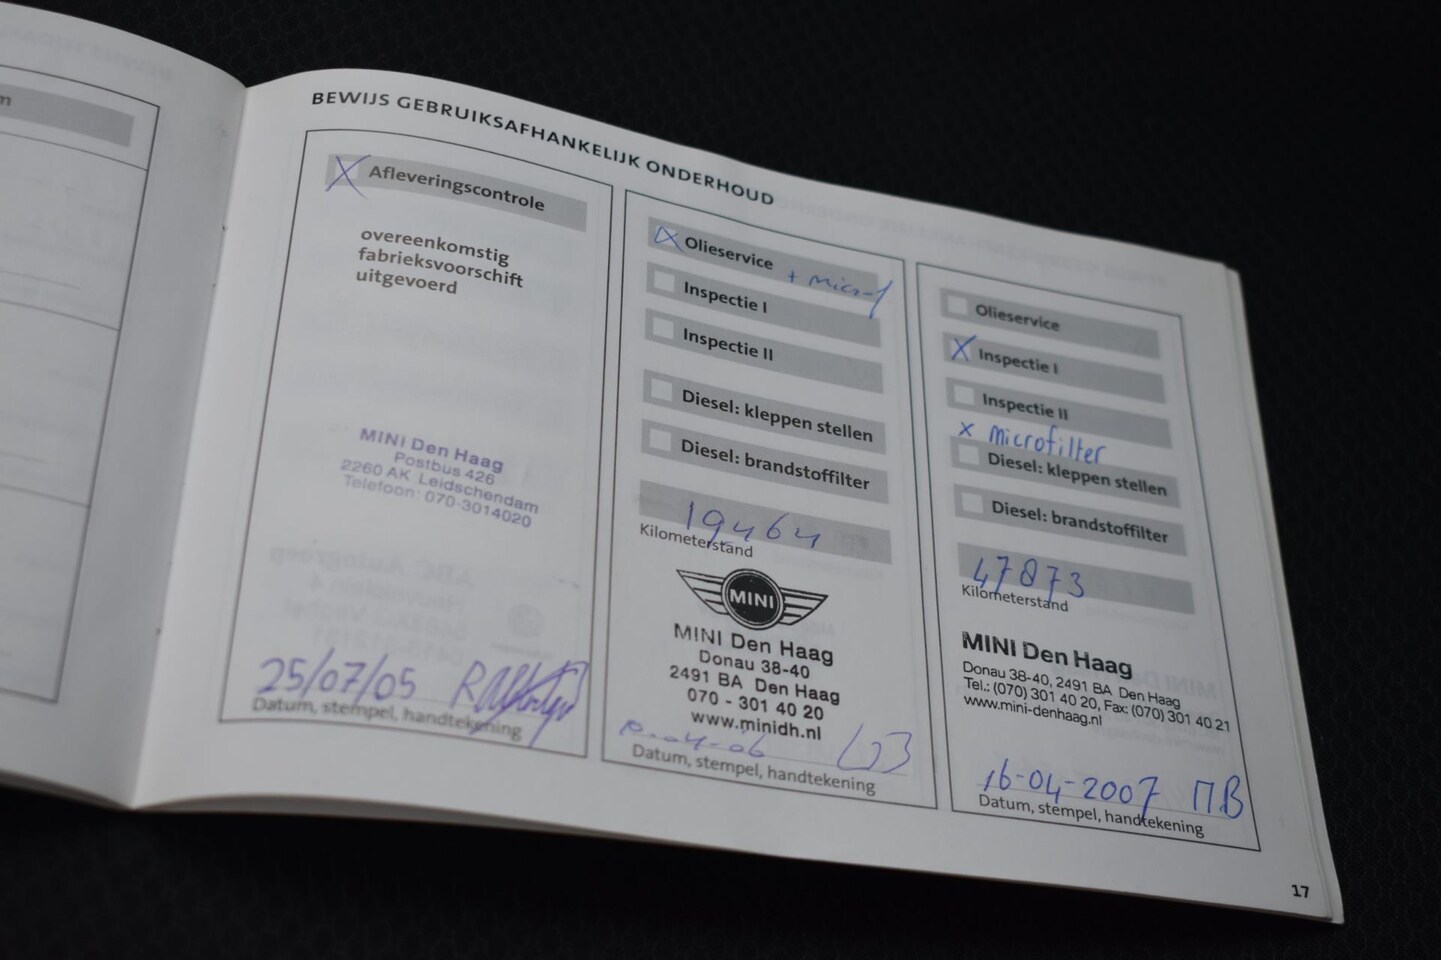 BEWIJS GEBRUIKSAFHANKELIJK ONDERHOUD
X Afleveringscontrole
overeenkomstig
fabrieksvoorschift
uitgevoerd
MINI Den Haag
Postbus 426
2260 AK Leidschendam
Telefoon: 070-3014020
25/07/05
Datum, stempel, handtekening
X Olieservice
Inspectie I
Inspectie II
Diesel: kleppen stellen
Diesel: brandstoffilter
19464
Kilometerstand
MINI
MINI Den Haag
Donau 38-40
2491 BA Den Haag
070 - 301 40 20
www.minidh.nl
Datum, stempel, handtekening
Olieservice
X Inspectie I
Inspectie II
x microfilter
Diesel: kleppen stellen
Diesel: brandstoffilter
47873
Kilometerstand
MINI Den Haag
Donau 38-40, 2491 BA Den Haag
Tel.: (070) 301 40 20, Fax: (070) 301 40 21
www.mini-denhaag.nl
16-04-2007
Datum, stempel, handtekening
17